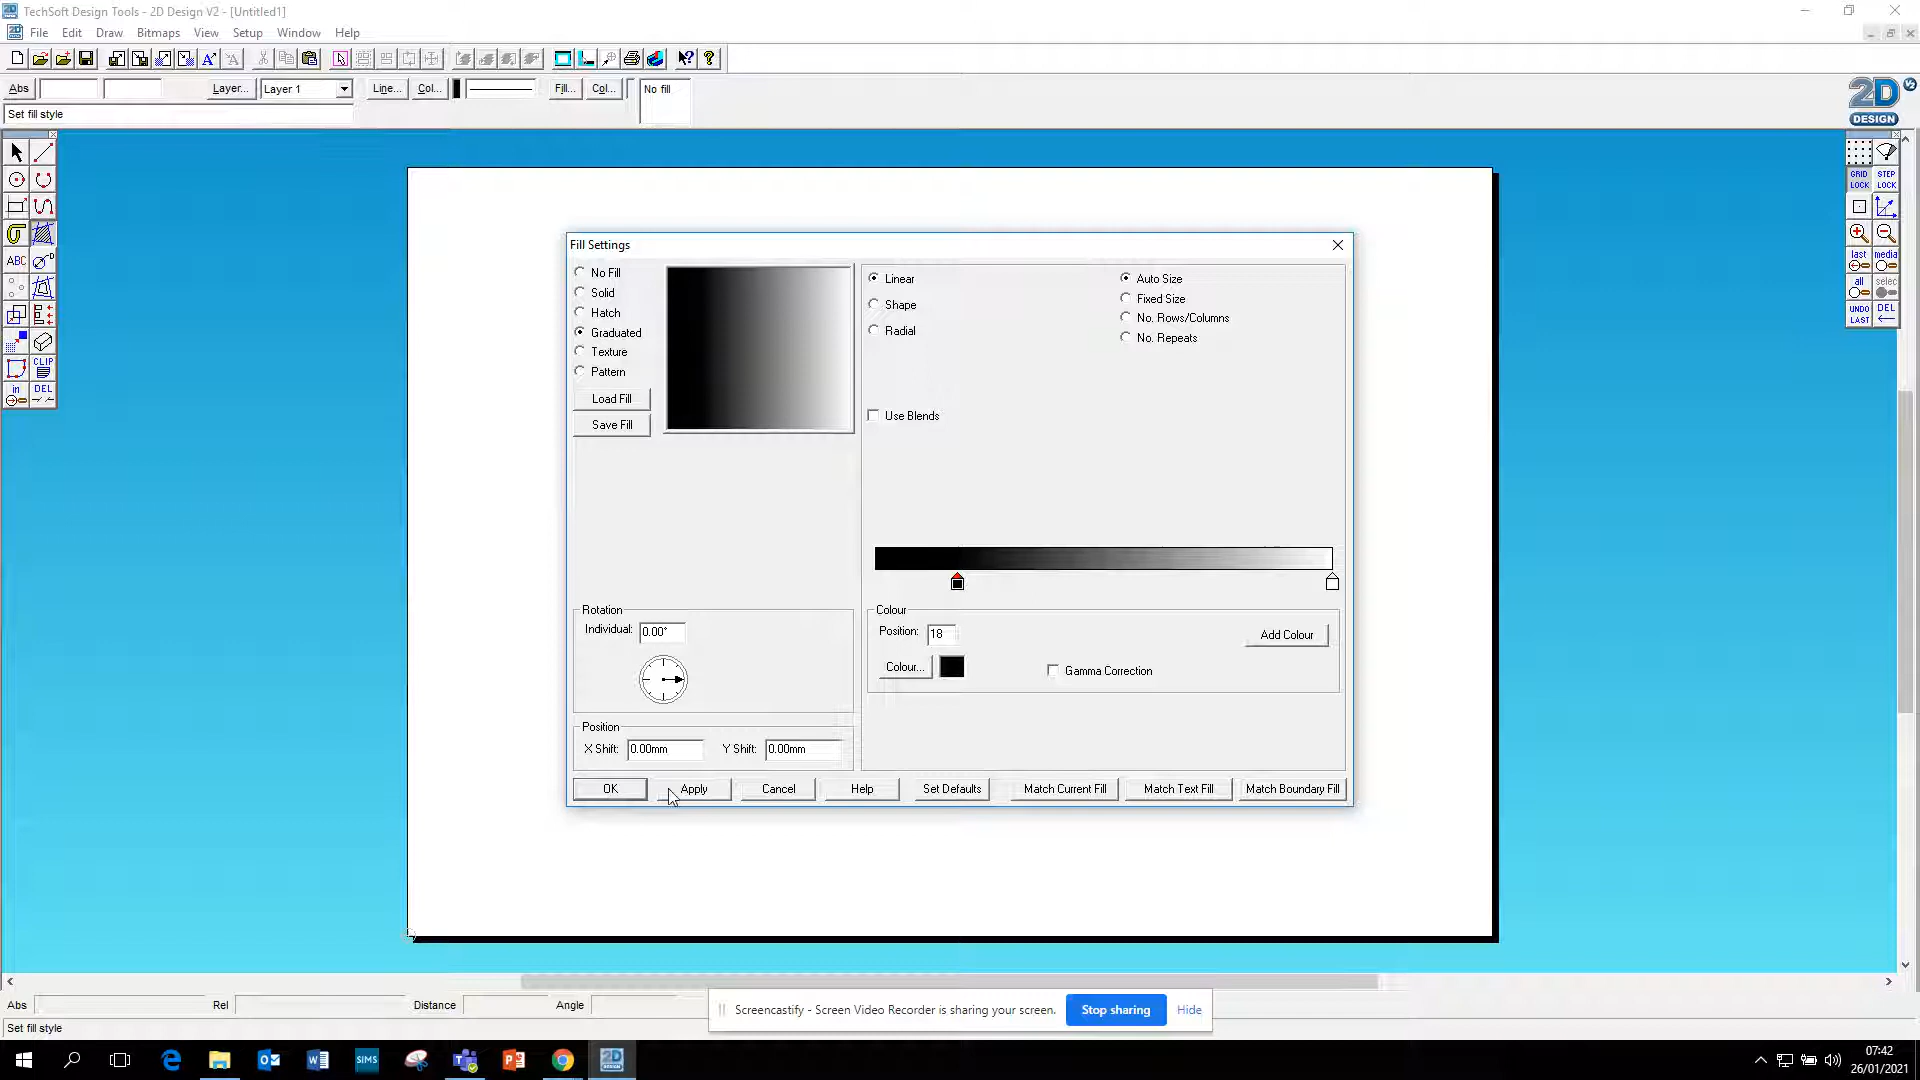 TechSoft Design Tools - 2D Design V2 - [Untitled1]
File Edit Draw Bitmaps View Setup Window Help
Abs Layer... Layer 1 Line... Col... Fill... Col... No fill
Set fill style
2D V2
DESIGN
ABC
CLIP
in DEL
GRID LOCK STEP LOCK
last media
all selec
UNDO LAST DEL
Fill Settings
No Fill
Solid
Hatch
Graduated
Texture
Pattern
Load Fill
Save Fill
Linear
Shape
Radial
Auto Size
Fixed Size
No. Rows/Columns
No. Repeats
Use Blends
Rotation
Individual: 0.00°
Position
X Shift: 0.00mm Y Shift: 0.00mm
Colour
Position: 18 Add Colour
Colour... Gamma Correction
OK Apply Cancel Help Set Defaults Match Current Fill Match Text Fill Match Boundary Fill
Abs Rel Distance Angle
Set fill style
Screencastify - Screen Video Recorder is sharing your screen. Stop sharing Hide
SIMS
2D
07:42
26/01/2021